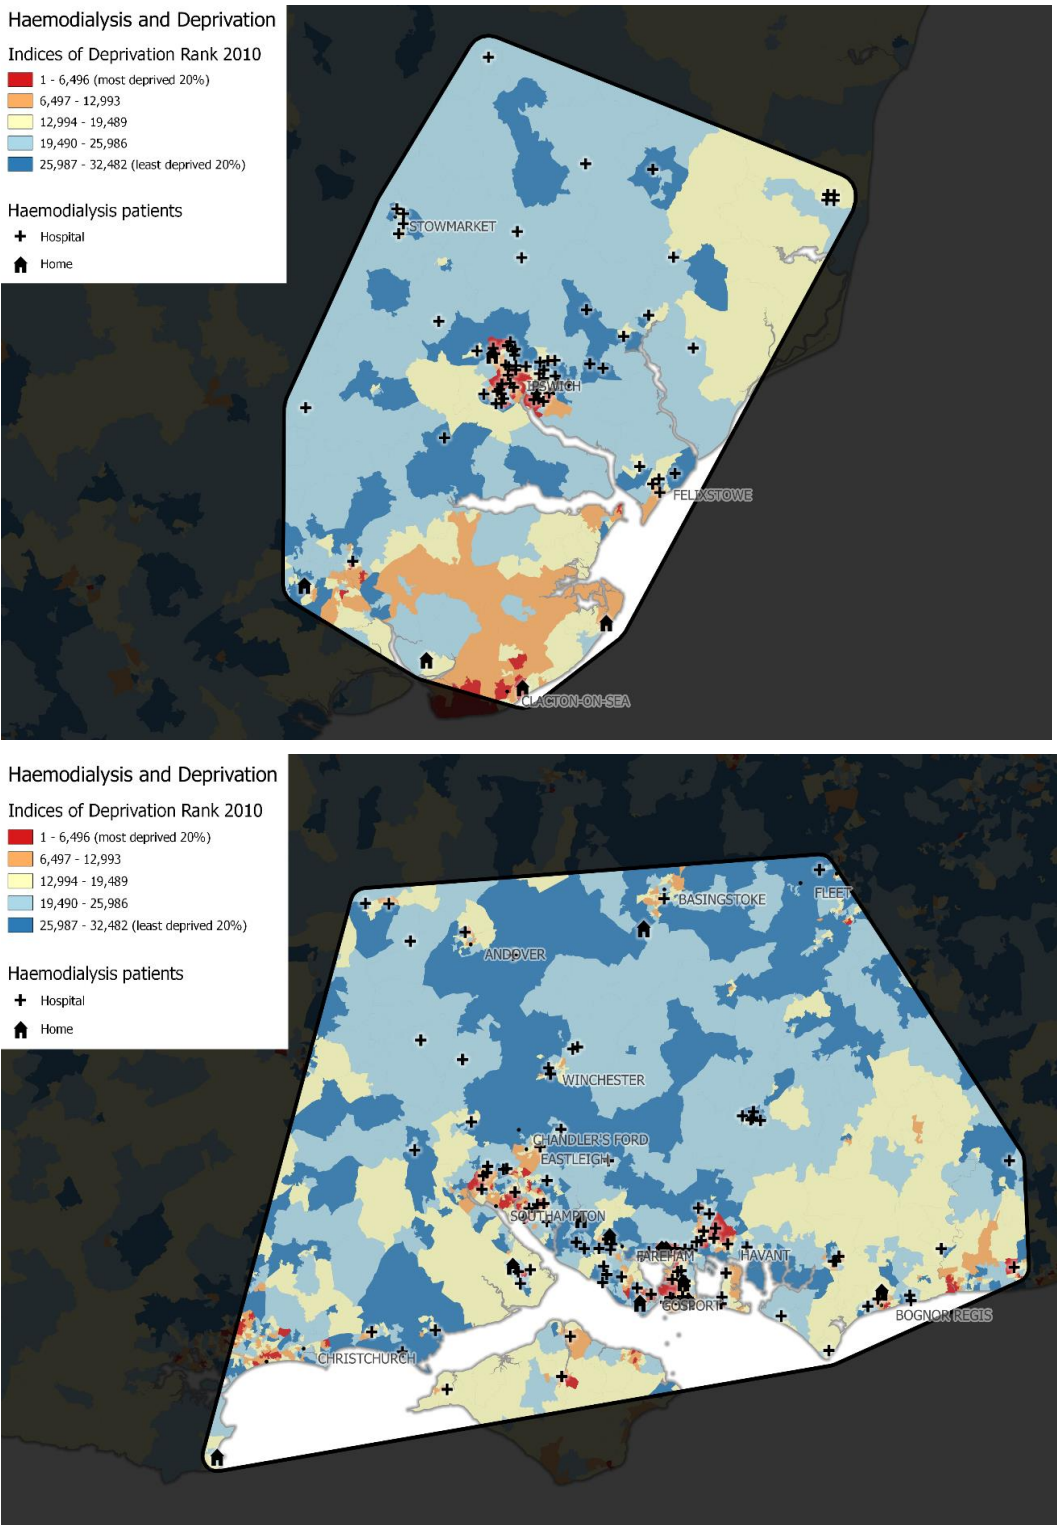 Haemodialysis and Deprivation
Indices of Deprivation Rank 2010
1 - 6,496 (most deprived 20%)
6,497 - 12,993
12,994 - 19,489
19,490 - 25,986
25,987 - 32,482 (least deprived 20%)
Haemodialysis patients
Hospital
Home
STOWMARKET
IPSWICH
FELIXSTOWE
CLACTON-ON-SEA
Haemodialysis and Deprivation
Indices of Deprivation Rank 2010
1 - 6,496 (most deprived 20%)
6,497 - 12,993
12,994 - 19,489
19,490 - 25,986
25,987 - 32,482 (least deprived 20%)
Haemodialysis patients
Hospital
Home
BASINGSTOKE
FLEET
ANDOVER
WINCHESTER
CHANDLER'S FORD
EASTLEIGH
SOUTHAMPTON
FAREHAM
HAVANT
GOSPORT
BOGNOR REGIS
CHRISTCHURCH